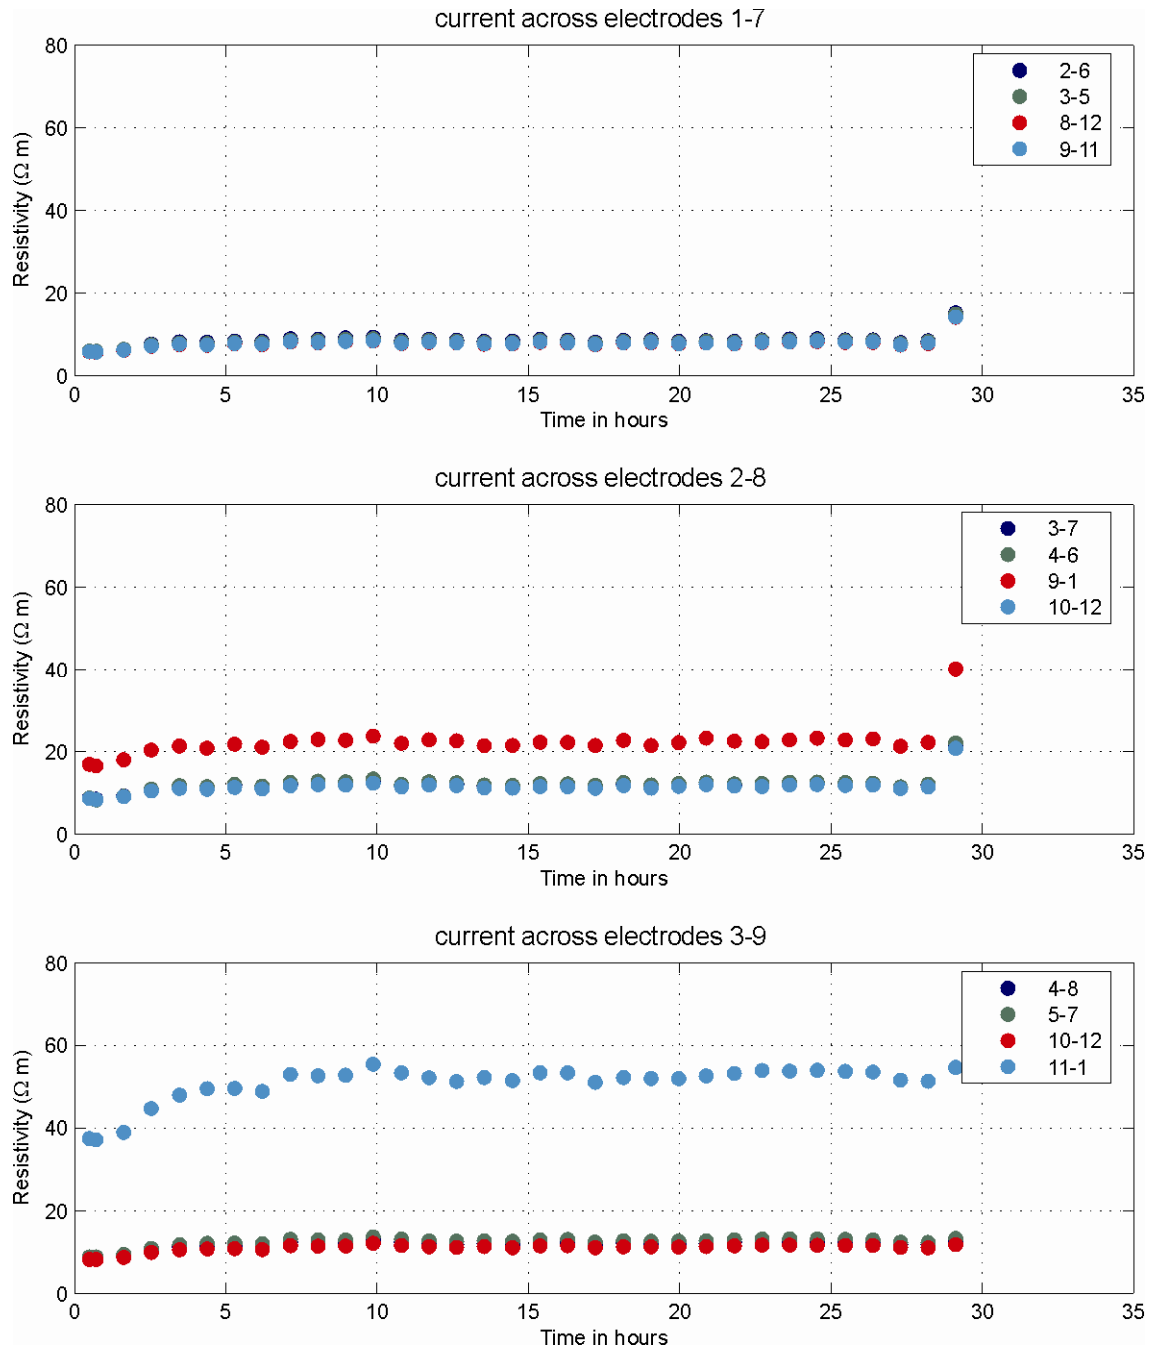 current across electrodes 1-7
80
60
40
20
0
Resistivity (Ω m)
2-6
3-5
8-12
9-11
0 5 10 15 20 25 30 35
Time in hours
current across electrodes 2-8
80
60
40
20
0
Resistivity (Ω m)
3-7
4-6
9-1
10-12
0 5 10 15 20 25 30 35
Time in hours
current across electrodes 3-9
80
60
40
20
0
Resistivity (Ω m)
4-8
5-7
10-12
11-1
0 5 10 15 20 25 30 35
Time in hours